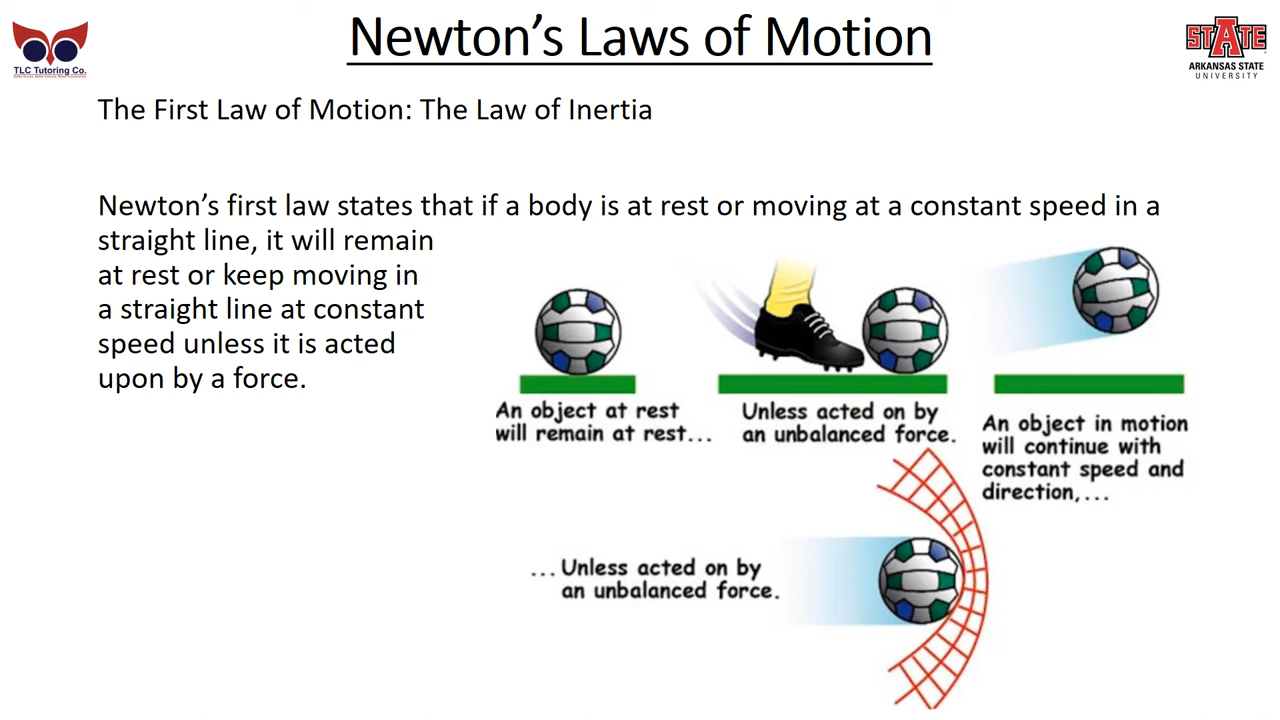 Newton’s Laws of Motion
TLC Tutoring Co.
STATE
ARKANSAS STATE
UNIVERSITY
The First Law of Motion: The Law of Inertia
Newton’s first law states that if a body is at rest or moving at a constant speed in a
straight line, it will remain
at rest or keep moving in
a straight line at constant
speed unless it is acted
upon by a force.
An object at rest
will remain at rest...
Unless acted on by
an unbalanced force.
An object in motion
will continue with
constant speed and
direction,...
... Unless acted on by
an unbalanced force.